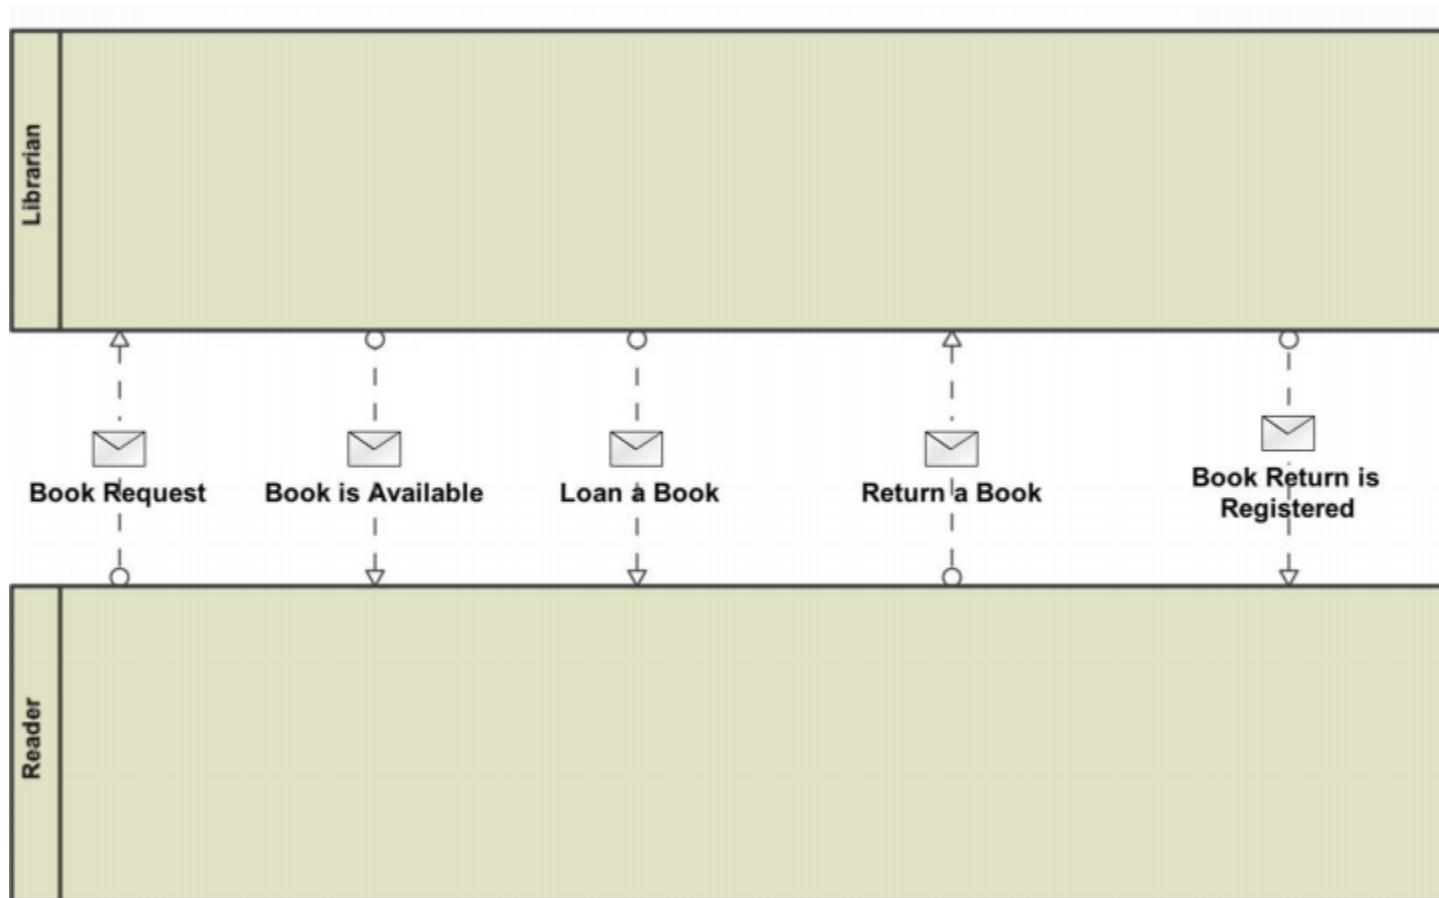 Librarian
Book Request
Book is Available
Loan a Book
Return a Book
Book Return is
Registered
Reader